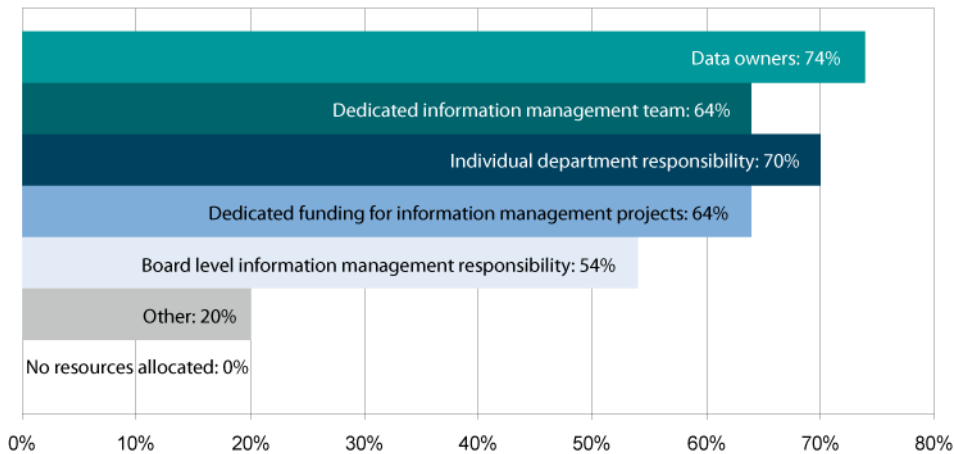 Data owners: 74%
Dedicated information management team: 64%
Individual department responsibility: 70%
Dedicated funding for information management projects: 64%
Board level information management responsibility: 54%
Other: 20%
No resources allocated: 0%
0% 10% 20% 30% 40% 50% 60% 70% 80%